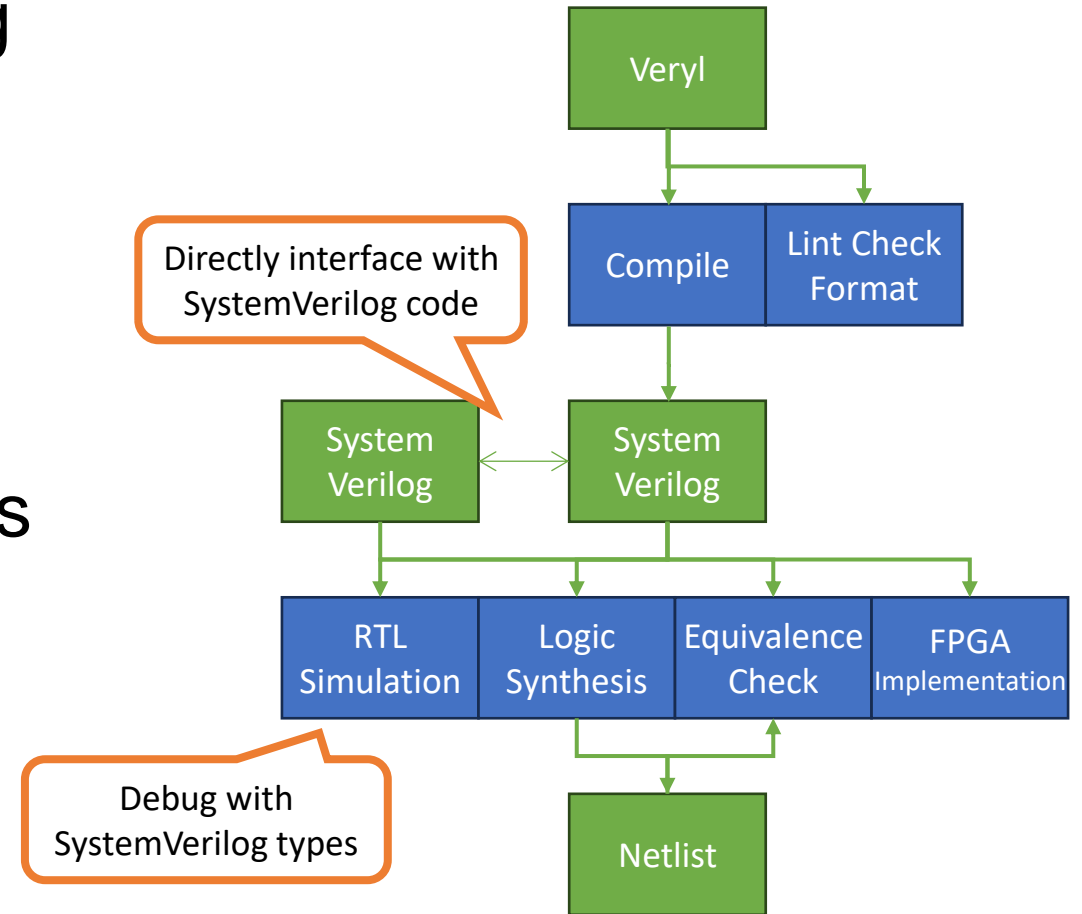 g
Veryl
Directly interface with
SystemVerilog code
Compile
Lint Check
Format
System
Verilog
System
Verilog
s
RTL
Simulation
Logic
Synthesis
Equivalence
Check
FPGA
Implementation
Debug with
SystemVerilog types
Netlist